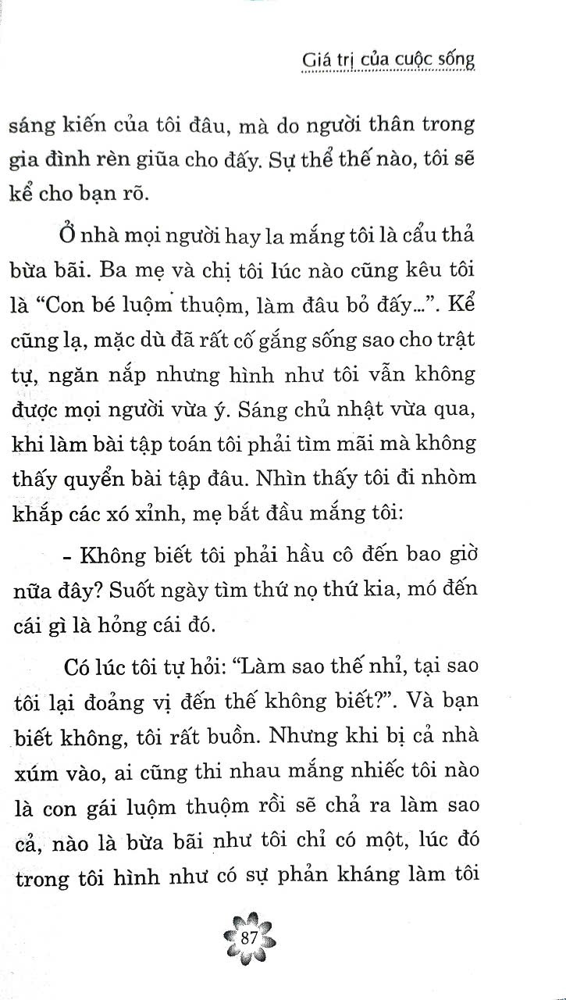 Giá trị của cuộc sống
sáng kiến của tôi đâu, mà do người thân trong
gia đình rèn giũa cho đấy. Sự thể thế nào, tôi sẽ
kể cho bạn rõ.
Ở nhà mọi người hay la mắng tôi là cẩu thả
bừa bãi. Ba mẹ và chị tôi lúc nào cũng kêu tôi
là “Con bé luộm thuộm, làm đâu bỏ đấy...”. Kể
cũng lạ, mặc dù đã rất cố gắng sống sao cho trật
tự, ngăn nắp nhưng hình như tôi vẫn không
được mọi người vừa ý. Sáng chủ nhật vừa qua,
khi làm bài tập toán tôi phải tìm mãi mà không
thấy quyển bài tập đâu. Nhìn thấy tôi đi nhòm
khắp các xó xỉnh, mẹ bắt đầu mắng tôi:
- Không biết tôi phải hầu cô đến bao giờ
nữa đây? Suốt ngày tìm thứ nọ thứ kia, mó đến
cái gì là hỏng cái đó.
Có lúc tôi tự hỏi: “Làm sao thế nhỉ, tại sao
tôi lại đoảng vị đến thế không biết?”. Và bạn
biết không, tôi rất buồn. Nhưng khi bị cả nhà
xúm vào, ai cũng thi nhau mắng nhiếc tôi nào
là con gái luộm thuộm rồi sẽ chả ra làm sao
cả, nào là bừa bãi như tôi chỉ có một, lúc đó
trong tôi hình như có sự phản kháng làm tôi
87